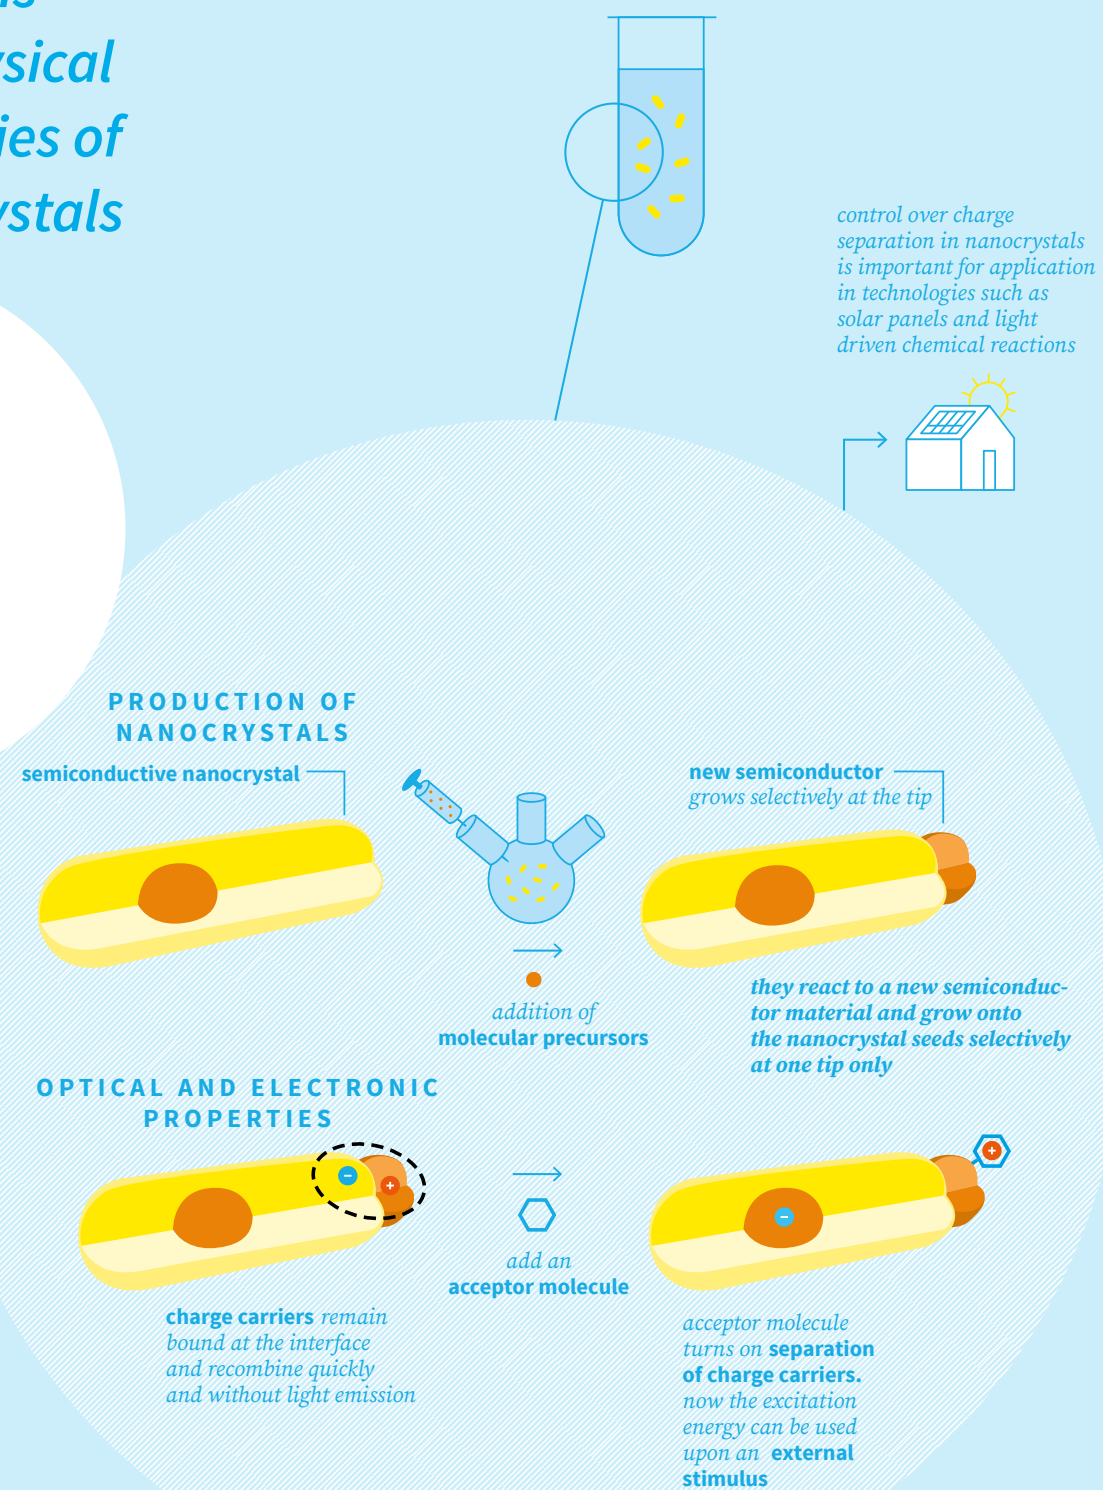 of
control over charge
separation in nanocrystals
is important for application
in technologies such as
solar panels and light
driven chemical reactions
PRODUCTION OF
NANOCRYSTALS
semiconductive nanocrystal
new semiconductor
grows selectively at the tip
addition of
molecular precursors
they react to a new semiconduc-
tor material and grow onto
the nanocrystal seeds selectively
at one tip only
OPTICAL AND ELECTRONIC
PROPERTIES
−
+
+
−
add an
acceptor molecule
charge carriers remain
bound at the interface
and recombine quickly
and without light emission
acceptor molecule
turns on separation
of charge carriers.
now the excitation
energy can be used
upon an external
stimulus